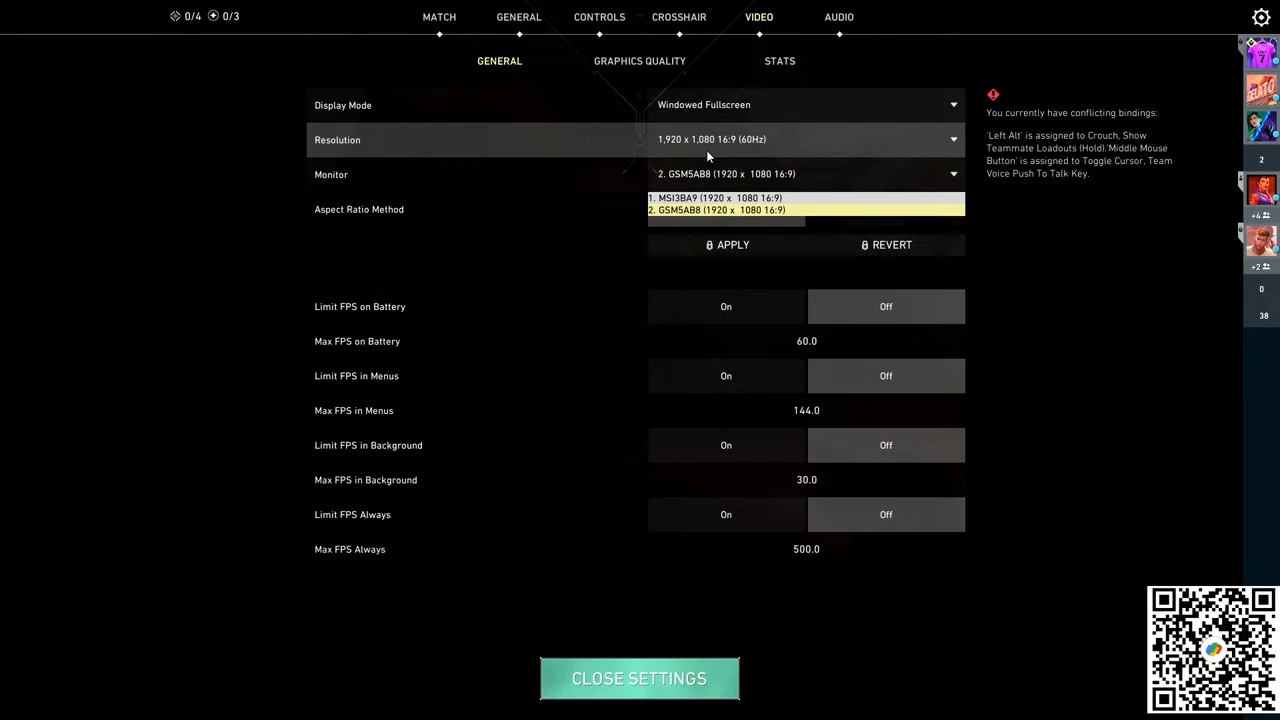 0/4 0/3
MATCH GENERAL CONTROLS CROSSHAIR VIDEO AUDIO
GENERAL GRAPHICS QUALITY STATS
Display Mode Windowed Fullscreen
Resolution 1,920 x 1,080 16:9 (60Hz)
Monitor 2. GSM5AB8 (1920 x 1080 16:9)
1. MSI3BA9 (1920 x 1080 16:9)
Aspect Ratio Method 2. GSM5AB8 (1920 x 1080 16:9)
APPLY REVERT
Limit FPS on Battery On Off
Max FPS on Battery 60.0
Limit FPS in Menus On Off
Max FPS in Menus 144.0
Limit FPS in Background On Off
Max FPS in Background 30.0
Limit FPS Always On Off
Max FPS Always 500.0
CLOSE SETTINGS
You currently have conflicting bindings:
'Left Alt' is assigned to Crouch, Show
Teammate Loadouts (Hold).'Middle Mouse
Button' is assigned to Toggle Cursor, Team
Voice Push To Talk Key.
7
2
+4
+2
0
38